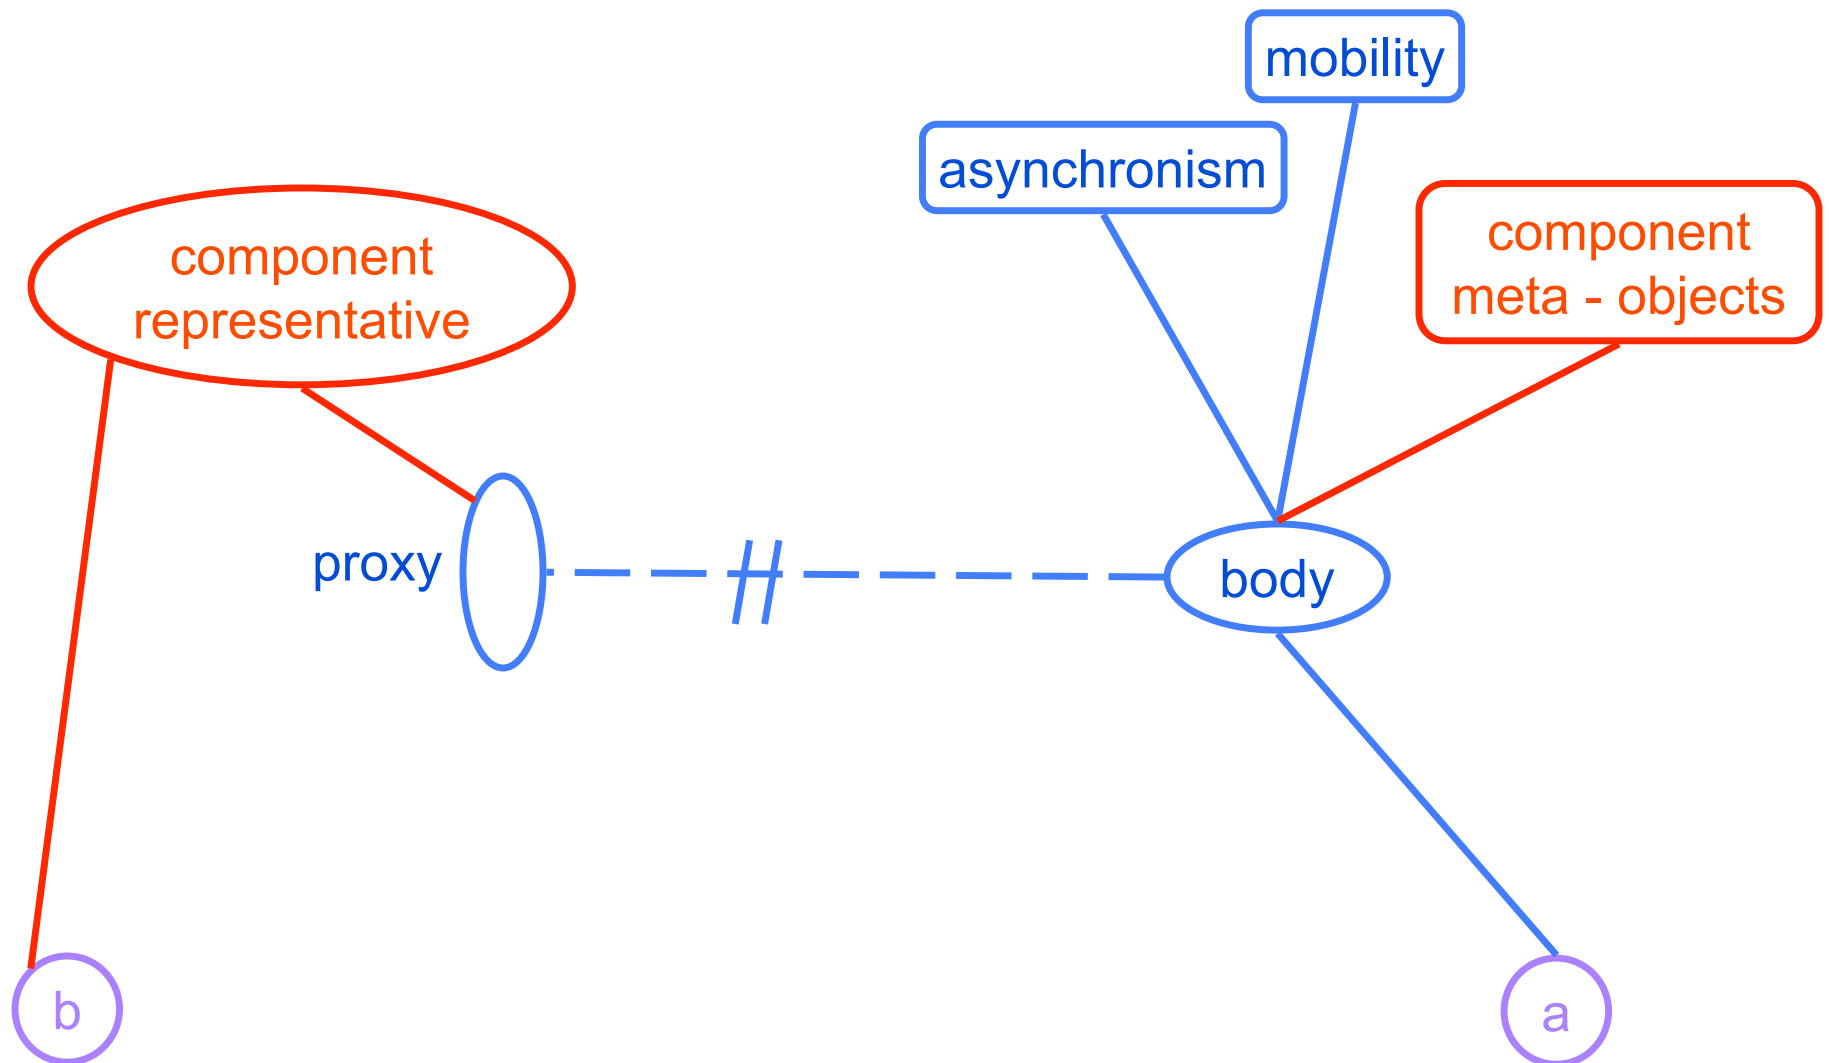 mobility
asynchronism
component
representative
component
meta - objects
proxy
body
b
a